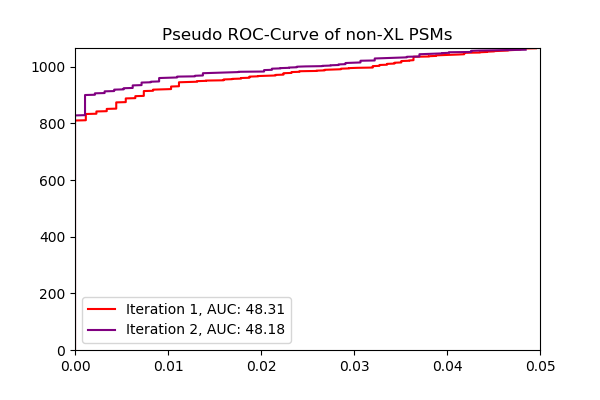 Pseudo ROC-Curve of non-XL PSMs
1000
800
600
400
200
0
Iteration 1, AUC: 48.31
Iteration 2, AUC: 48.18
0.00 0.01 0.02 0.03 0.04 0.05